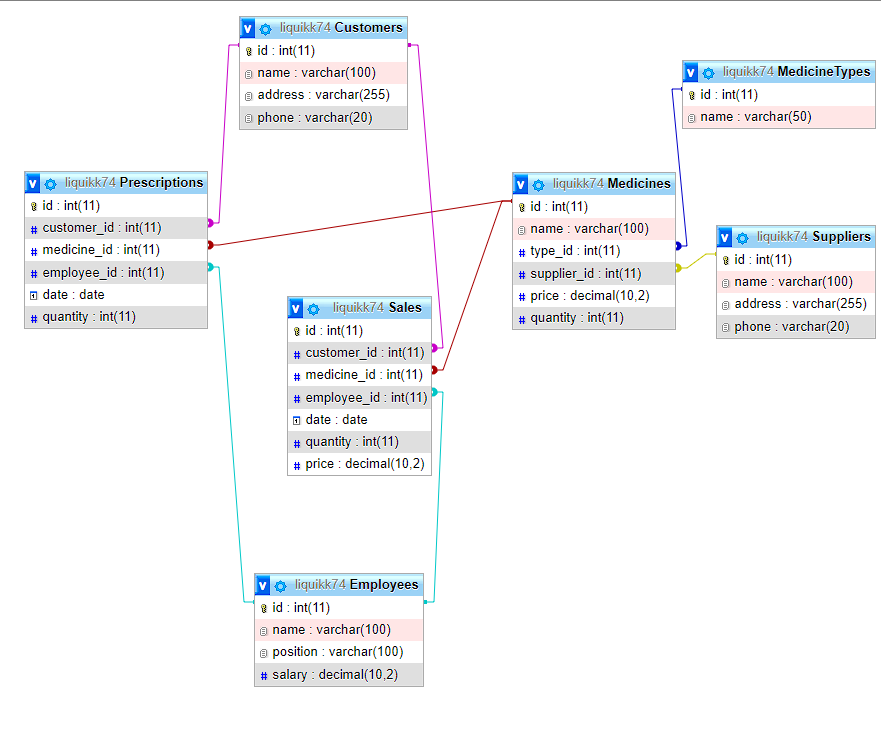 liquikk74 Customers
id : int(11)
name : varchar(100)
address : varchar(255)
phone : varchar(20)
liquikk74 MedicineTypes
id : int(11)
name : varchar(50)
liquikk74 Prescriptions
id : int(11)
customer_id : int(11)
medicine_id : int(11)
employee_id : int(11)
date : date
quantity : int(11)
liquikk74 Medicines
id : int(11)
name : varchar(100)
type_id : int(11)
supplier_id : int(11)
price : decimal(10,2)
quantity : int(11)
liquikk74 Suppliers
id : int(11)
name : varchar(100)
address : varchar(255)
phone : varchar(20)
liquikk74 Sales
id : int(11)
customer_id : int(11)
medicine_id : int(11)
employee_id : int(11)
date : date
quantity : int(11)
price : decimal(10,2)
liquikk74 Employees
id : int(11)
name : varchar(100)
position : varchar(100)
salary : decimal(10,2)